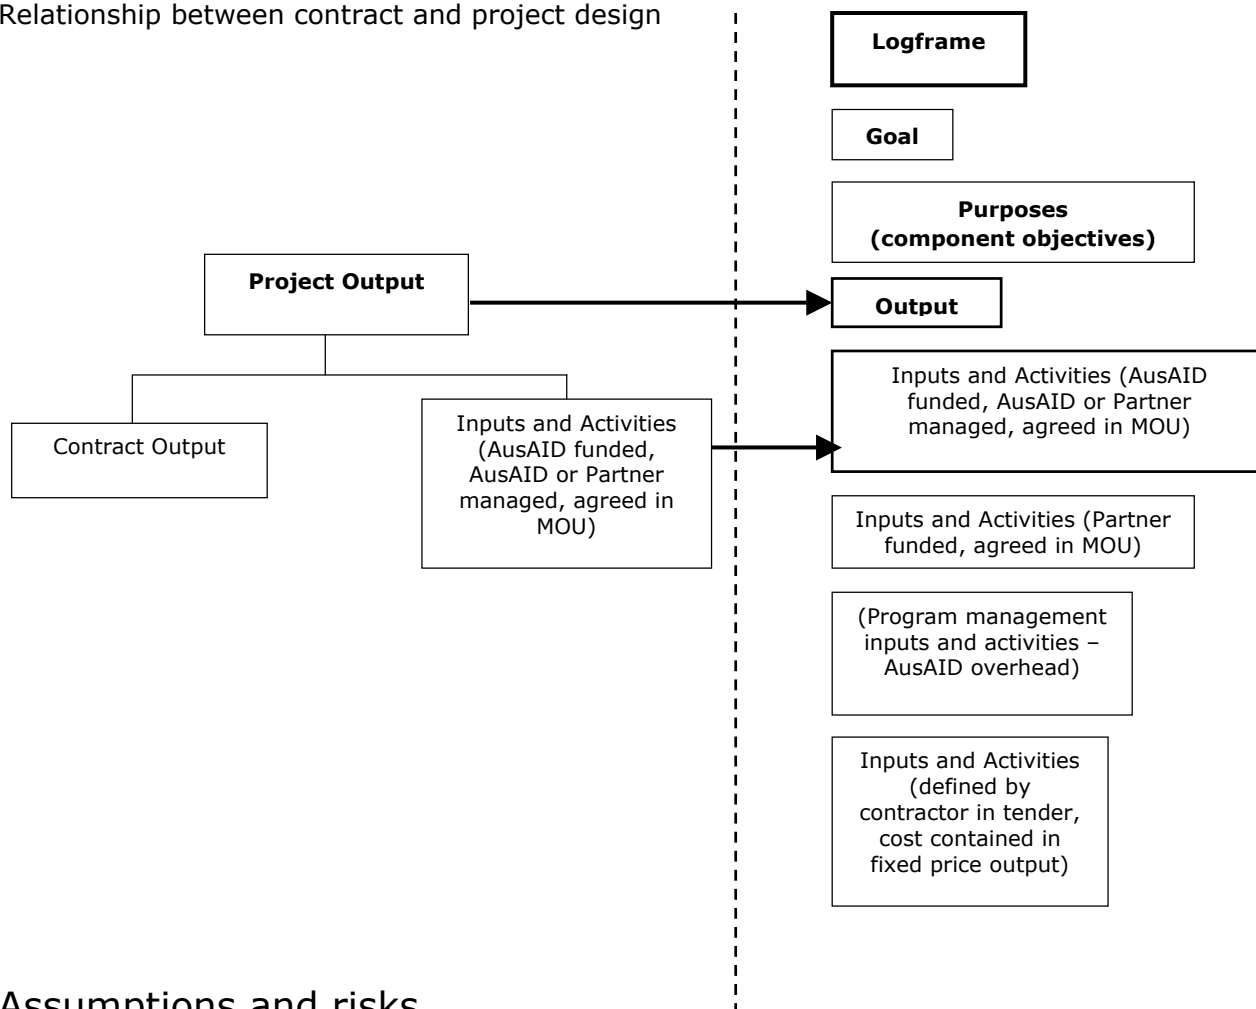 Relationship between contract and project design
Logframe
Goal
Purposes
(component objectives)
Project Output
Output
Contract Output
Inputs and Activities
(AusAID funded,
AusAID or Partner
managed, agreed in
MOU)
Inputs and Activities (AusAID
funded, AusAID or Partner
managed, agreed in MOU)
Inputs and Activities (Partner
funded, agreed in MOU)
(Program management
inputs and activities –
AusAID overhead)
Inputs and Activities
(defined by
contractor in tender,
cost contained in
fixed price output)
Assumptions and risks